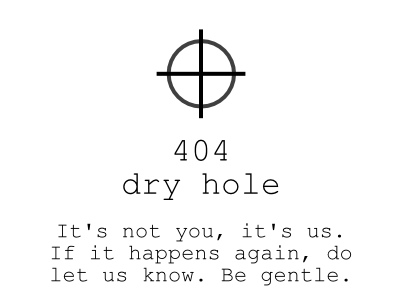 404
dry hole
It's not you, it's us.
If it happens again, do
let us know. Be gentle.